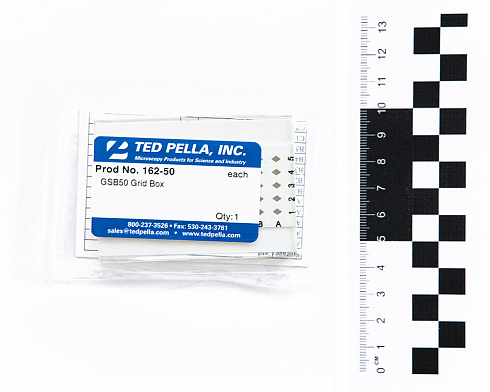 TED PELLA, INC.
Microscopy Products for Science and Industry
Prod No. 162-50
each
GSB50 Grid Box
Qty: 1
800-237-3526 • Fax: 530-243-3761
sales@tedpella.com • www.tedpella.com
5
4
3
2
1
B A
13
12
11
10
9
8
7
6
5
4
3
2
1
0 CM